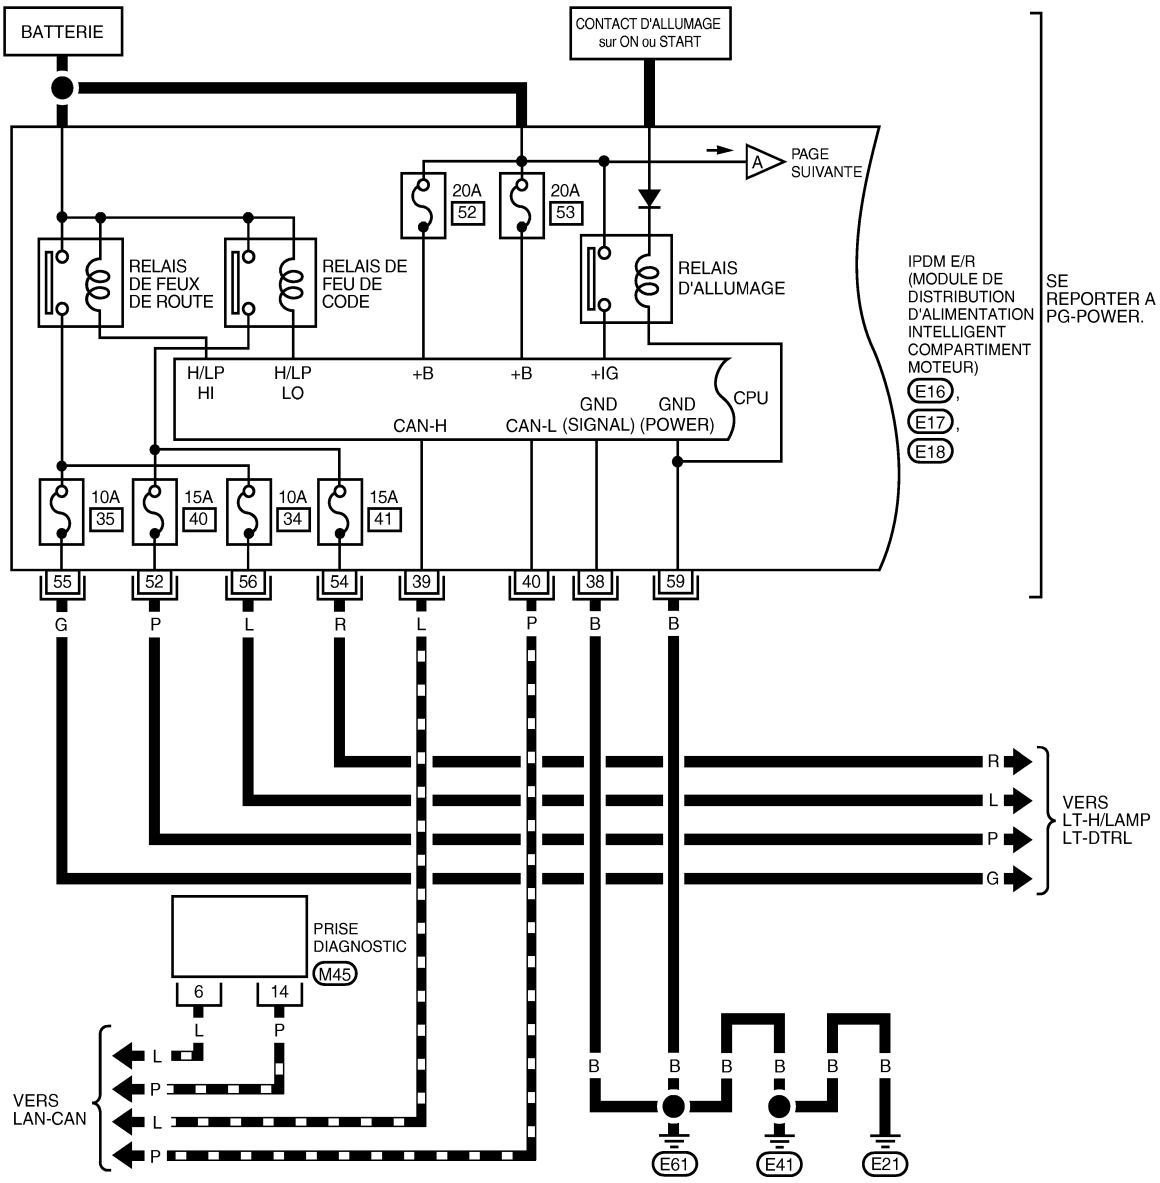 BATTERIE
CONTACT D'ALLUMAGE
sur ON ou START
A
PAGE
SUIVANTE
20A
52
20A
53
RELAIS
DE FEUX
DE ROUTE
RELAIS DE
FEU DE
CODE
RELAIS
D'ALLUMAGE
IPDM E/R
(MODULE DE
DISTRIBUTION
D'ALIMENTATION
INTELLIGENT
COMPARTIMENT
MOTEUR)
E16 ,
E17 ,
E18
SE
REPORTER A
PG-POWER.
H/LP
HI
H/LP
LO
+B
+B
+IG
CPU
CAN-H
CAN-L
GND
(SIGNAL)
GND
(POWER)
10A
35
15A
40
10A
34
15A
41
55
52
56
54
39
40
38
59
G
P
L
R
L
P
B
B
R
L
P
G
VERS
LT-H/LAMP
LT-DTRL
PRISE
DIAGNOSTIC
M45
6
14
L
P
L
P
L
P
VERS
LAN-CAN
B
B
B
B
B
B
E61
E41
E21